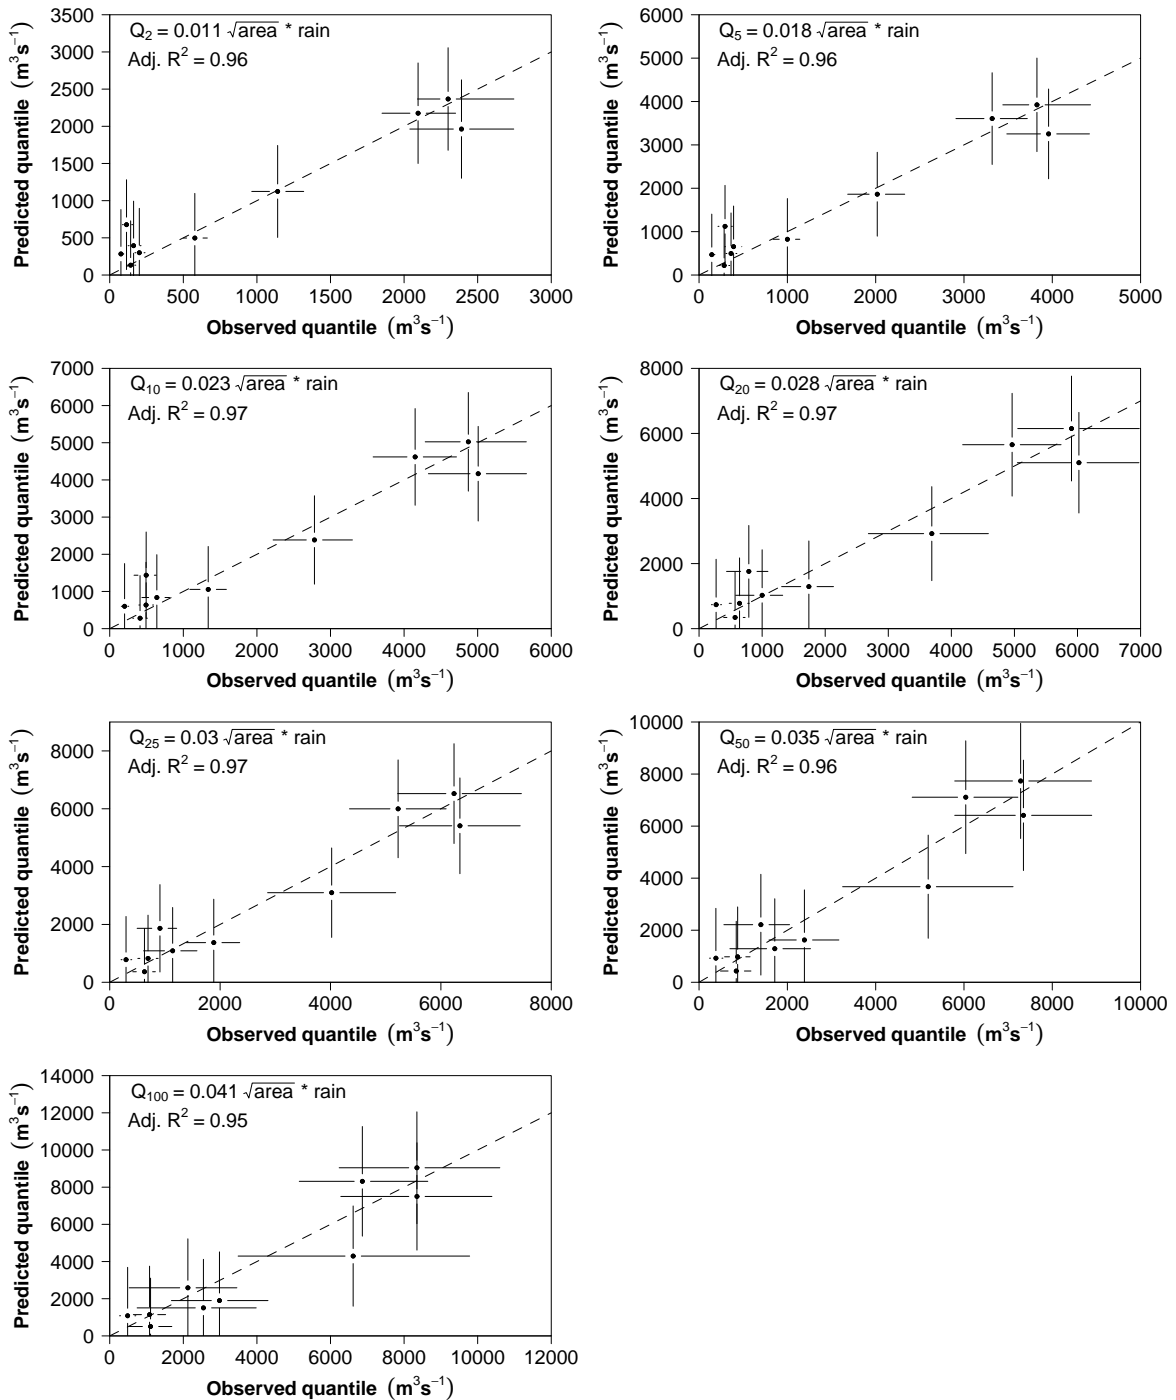 Q2 = 0.011 √area * rain
Adj. R² = 0.96
3500
3000
2500
2000
1500
1000
500
0
Predicted quantile (m³s⁻¹)
0 500 1000 1500 2000 2500 3000
Observed quantile (m³s⁻¹)
Q5 = 0.018 √area * rain
Adj. R² = 0.96
6000
5000
4000
3000
2000
1000
0
Predicted quantile (m³s⁻¹)
0 1000 2000 3000 4000 5000
Observed quantile (m³s⁻¹)
Q10 = 0.023 √area * rain
Adj. R² = 0.97
7000
6000
5000
4000
3000
2000
1000
0
Predicted quantile (m³s⁻¹)
0 1000 2000 3000 4000 5000 6000
Observed quantile (m³s⁻¹)
Q20 = 0.028 √area * rain
Adj. R² = 0.97
8000
6000
4000
2000
0
Predicted quantile (m³s⁻¹)
0 1000 2000 3000 4000 5000 6000 7000
Observed quantile (m³s⁻¹)
Q25 = 0.03 √area * rain
Adj. R² = 0.97
8000
6000
4000
2000
0
Predicted quantile (m³s⁻¹)
0 2000 4000 6000 8000
Observed quantile (m³s⁻¹)
Q50 = 0.035 √area * rain
Adj. R² = 0.96
10000
8000
6000
4000
2000
0
Predicted quantile (m³s⁻¹)
0 2000 4000 6000 8000 10000
Observed quantile (m³s⁻¹)
Q100 = 0.041 √area * rain
Adj. R² = 0.95
14000
12000
10000
8000
6000
4000
2000
0
Predicted quantile (m³s⁻¹)
0 2000 4000 6000 8000 10000 12000
Observed quantile (m³s⁻¹)